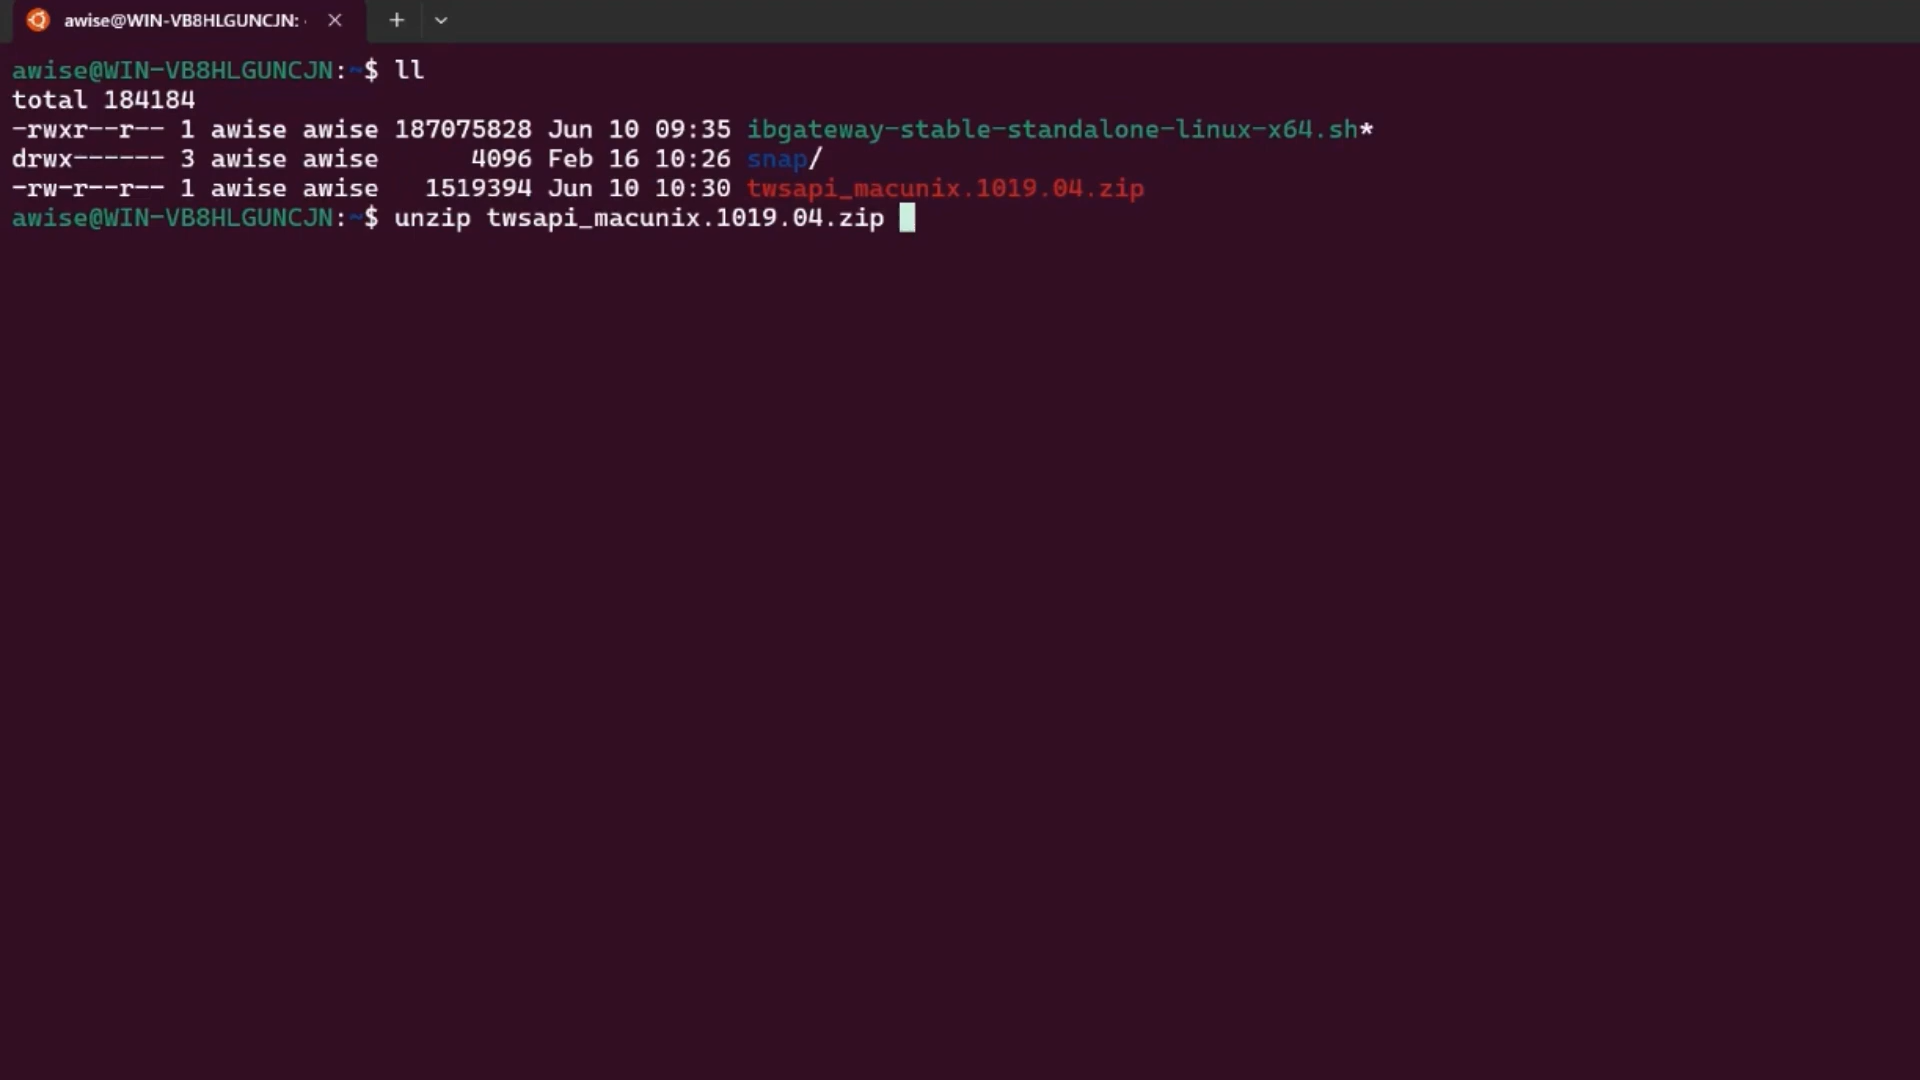 awise@WIN-VB8HLGUNCJN:
awise@WIN-VB8HLGUNCJN:~$ ll
total 184184
-rwxr--r-- 1 awise awise 187075828 Jun 10 09:35 ibgateway-stable-standalone-linux-x64.sh*
drwx------ 3 awise awise      4096 Feb 16 10:26 snap/
-rw-r--r-- 1 awise awise   1519394 Jun 10 10:30 twsapi_macunix.1019.04.zip
awise@WIN-VB8HLGUNCJN:~$ unzip twsapi_macunix.1019.04.zip